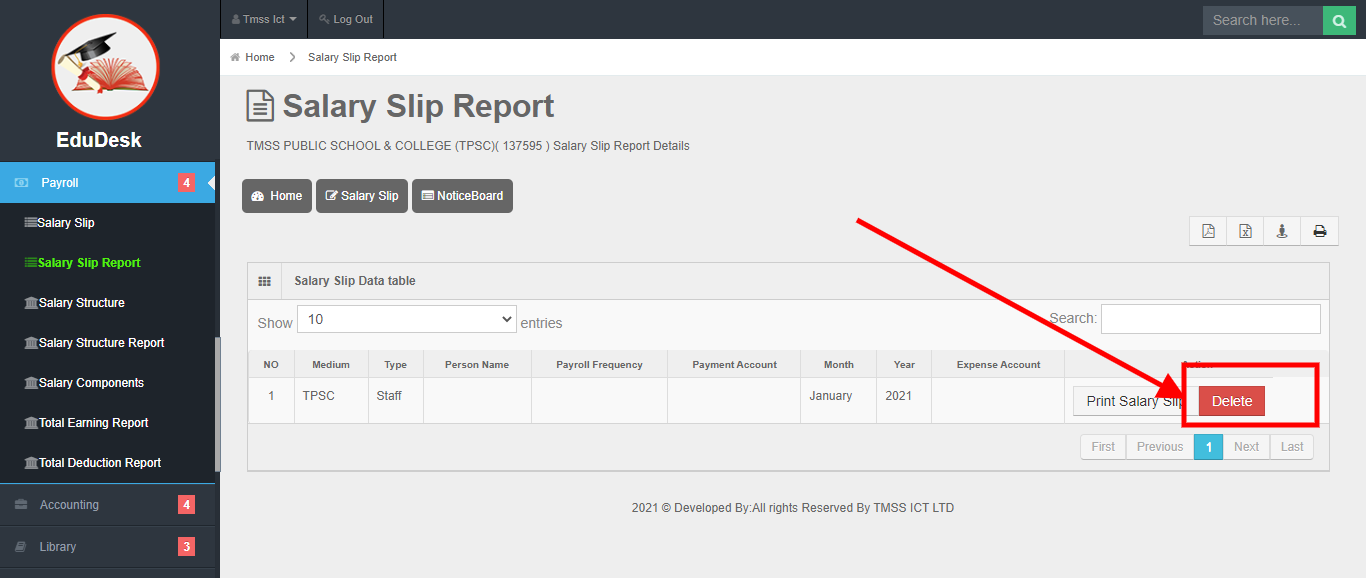 Tmss Ict
Log Out
Search here...
Home
Salary Slip Report
EduDesk
Salary Slip Report
TMSS PUBLIC SCHOOL & COLLEGE (TPSC)( 137595 ) Salary Slip Report Details
Payroll 4
Salary Slip
Salary Slip Report
Salary Structure
Salary Structure Report
Salary Components
Total Earning Report
Total Deduction Report
Accounting 4
Library 3
Home
Salary Slip
NoticeBoard
Salary Slip Data table
Show 10 entries
Search:
NO Medium Type Person Name Payroll Frequency Payment Account Month Year Expense Account
1 TPSC Staff January 2021 Print Salary Slip Delete
First Previous 1 Next Last
2021 © Developed By:All rights Reserved By TMSS ICT LTD